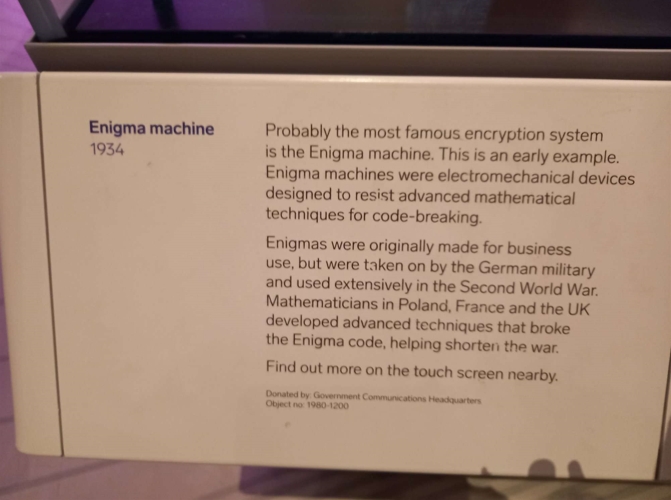 Enigma machine
1934
Probably the most famous encryption system
is the Enigma machine. This is an early example.
Enigma machines were electromechanical devices
designed to resist advanced mathematical
techniques for code-breaking.
Enigmas were originally made for business
use, but were taken on by the German military
and used extensively in the Second World War.
Mathematicians in Poland, France and the UK
developed advanced techniques that broke
the Enigma code, helping shorten the war.
Find out more on the touch screen nearby.
Donated by: Government Communications Headquarters
Object no: 1980-1200